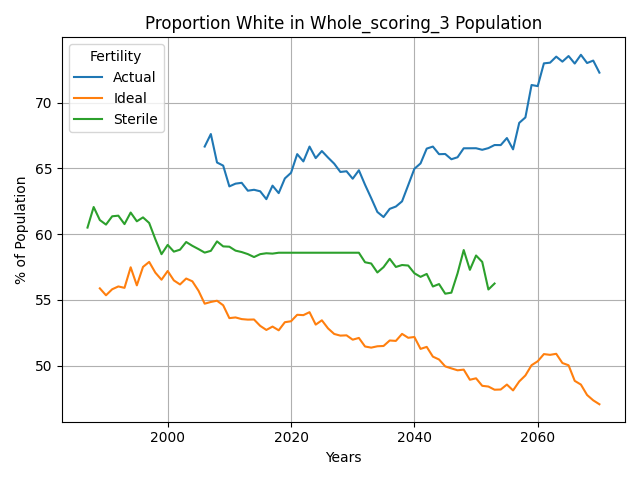 Proportion White in Whole_scoring_3 Population
Fertility
Actual
Ideal
Sterile
% of Population
70
65
60
55
50
2000
2020
2040
2060
Years